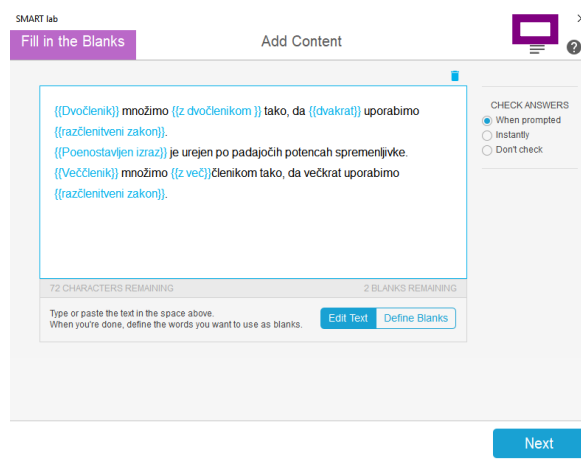 SMART lab
Fill in the Blanks
Add Content
?
{{Dvočlenik}} množimo {{z dvočlenikom }} tako, da {{dvakrat}} uporabimo
{{razčlenitveni zakon}}.
{{Poenostavljen izraz}} je urejen po padajočih potencah spremenljivke.
{{Veččlenik}} množimo {{z več}}členikom tako, da večkrat uporabimo
{{razčlenitveni zakon}}.
72 CHARACTERS REMAINING
2 BLANKS REMAINING
Type or paste the text in the space above.
When you're done, define the words you want to use as blanks.
Edit Text
Define Blanks
CHECK ANSWERS
When prompted
Instantly
Don't check
Next